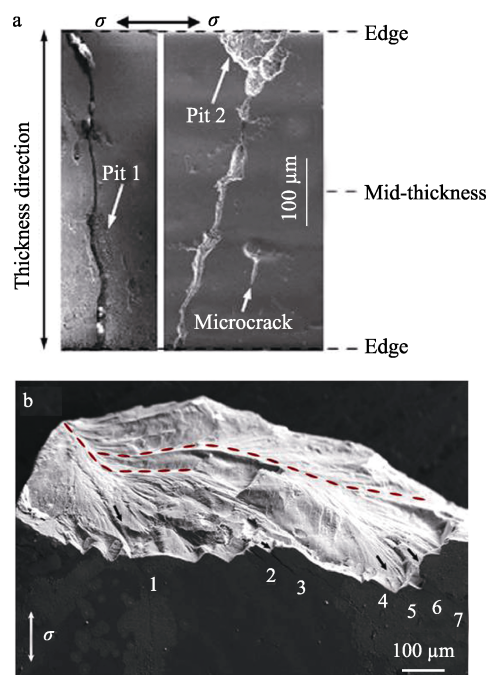 a
σ
σ
Edge
Pit 2
Pit 1
100 μm
Thickness direction
Mid-thickness
Microcrack
Edge
b
1
2
3
4
5
6
7
σ
100 μm